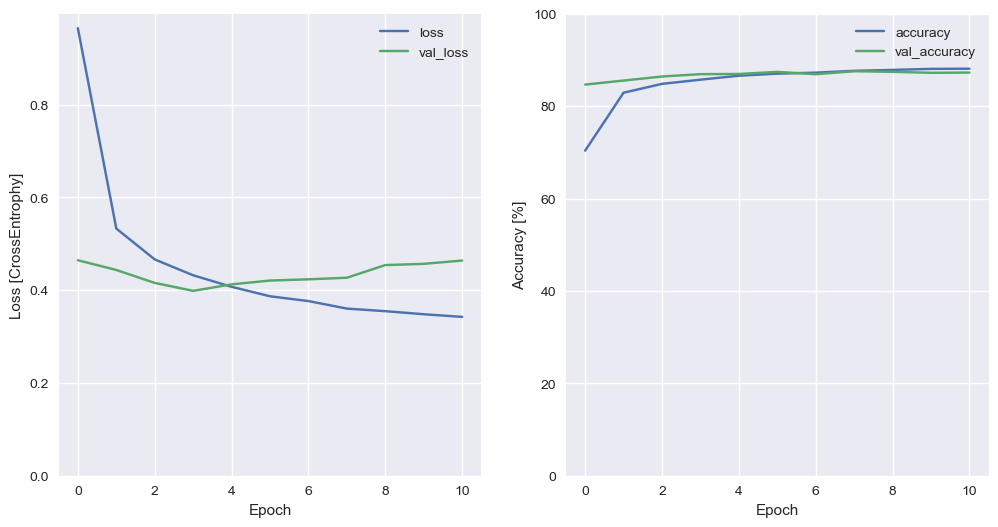 loss
val_loss
0.8
0.6
0.4
0.2
0.0
0 2 4 6 8 10
Epoch
Loss [CrossEntrophy]
accuracy
val_accuracy
100
80
60
40
20
0
0 2 4 6 8 10
Epoch
Accuracy [%]